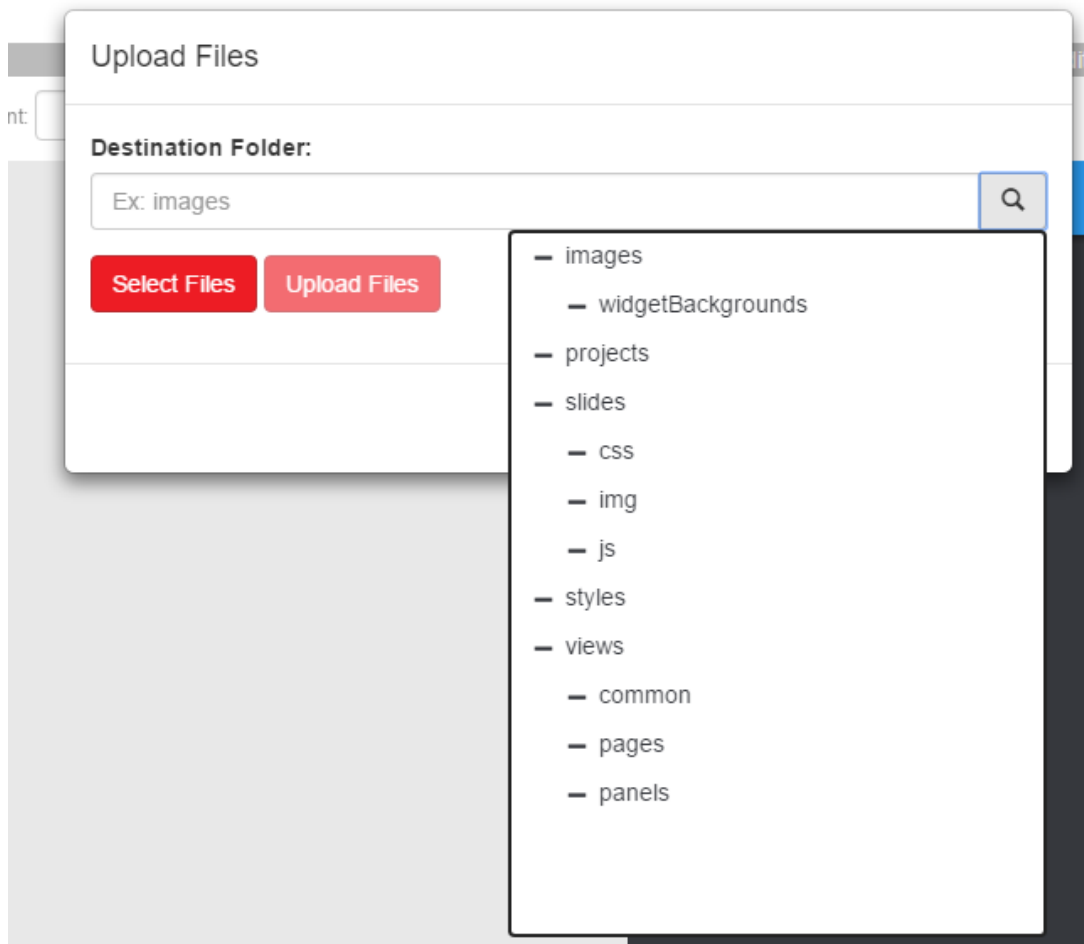 Upload Files
nt:
Destination Folder:
Ex: images
Select Files Upload Files
images
widgetBackgrounds
projects
slides
css
img
js
styles
views
common
pages
panels